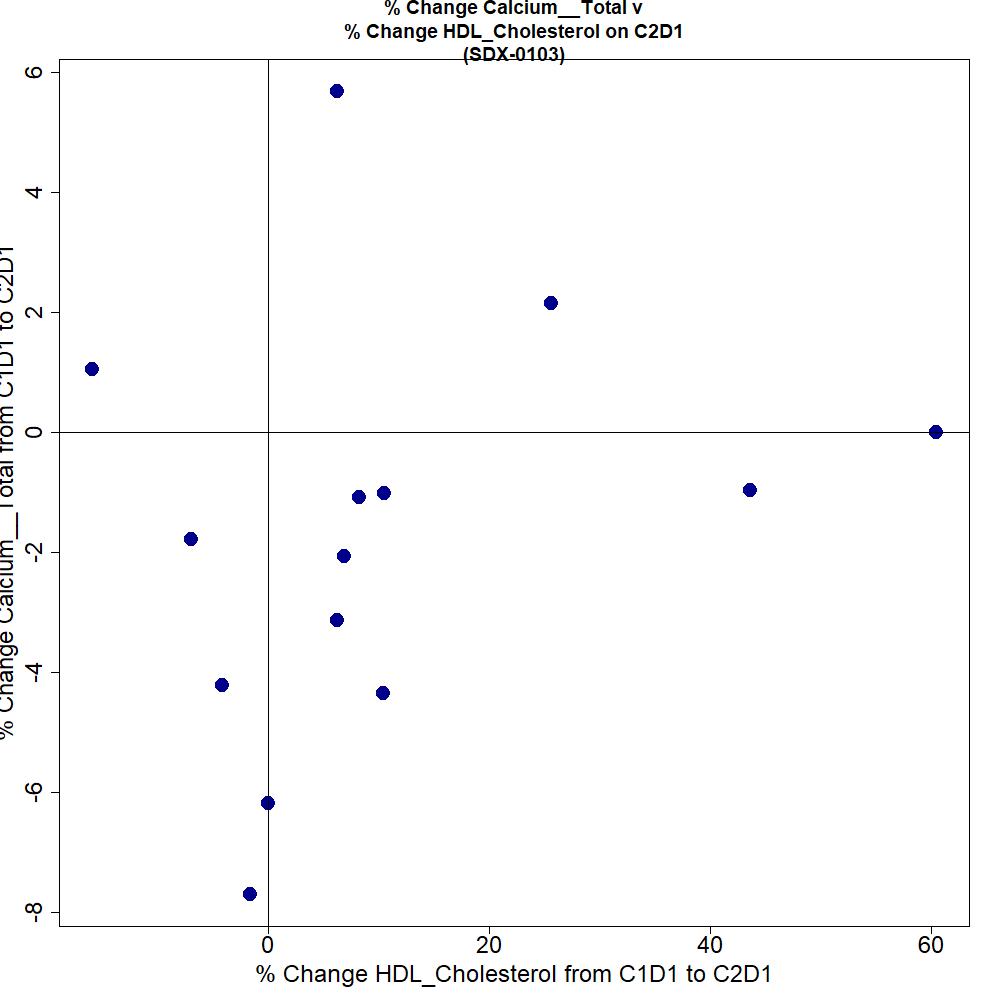 % Change Calcium__Total v
% Change HDL_Cholesterol on C2D1
(SDX-0103)
6
4
2
0
-2
-4
-6
-8
% Change Calcium__Total from C1D1 to C2D1
0 20 40 60
% Change HDL_Cholesterol from C1D1 to C2D1